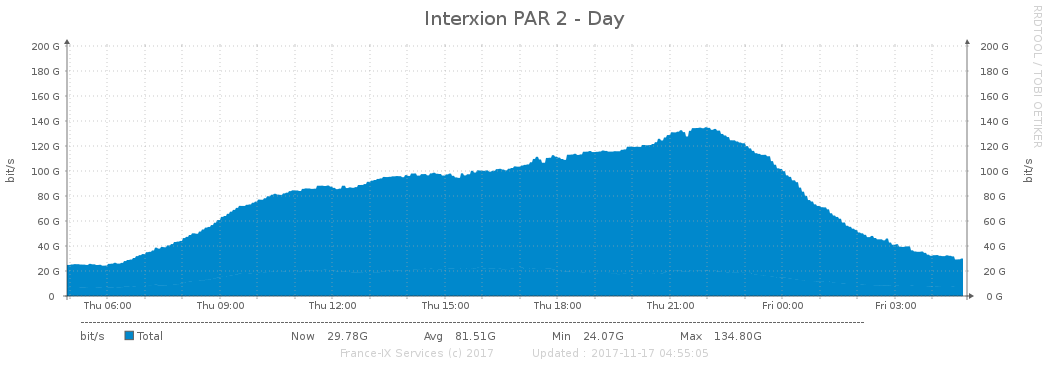 Interxion PAR 2 - Day
RRDTOOL / TOBI OETIKER
200 G 200 G
180 G 180 G
160 G 160 G
140 G 140 G
120 G 120 G
100 G 100 G
80 G 80 G
60 G 60 G
40 G 40 G
20 G 20 G
0 0 G
bit/s bit/s
Thu 06:00 Thu 09:00 Thu 12:00 Thu 15:00 Thu 18:00 Thu 21:00 Fri 00:00 Fri 03:00
bit/s Total Now 29.78G Avg 81.51G Min 24.07G Max 134.80G
France-IX Services (c) 2017 Updated : 2017-11-17 04:55:05